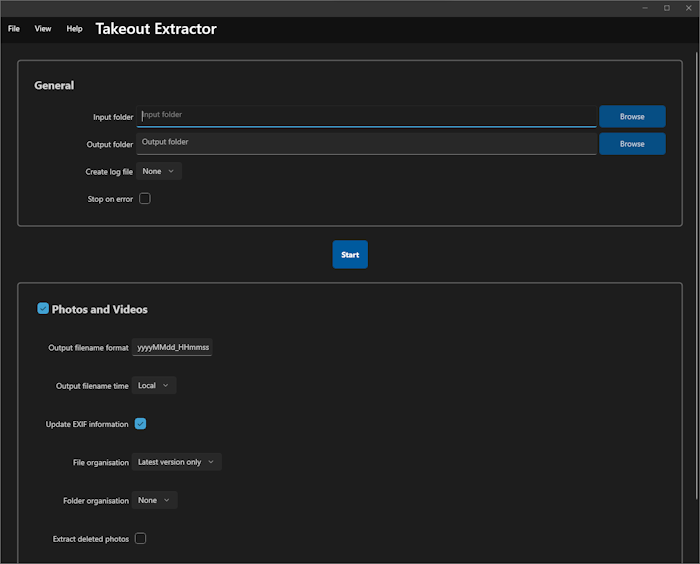 File View Help Takeout Extractor
General
Input folder Input folder Browse
Output folder Output folder Browse
Create log file None
Stop on error
Start
Photos and Videos
Output filename format yyyyMMdd_HHmmss
Output filename time Local
Update EXIF information
File organisation Latest version only
Folder organisation None
Extract deleted photos